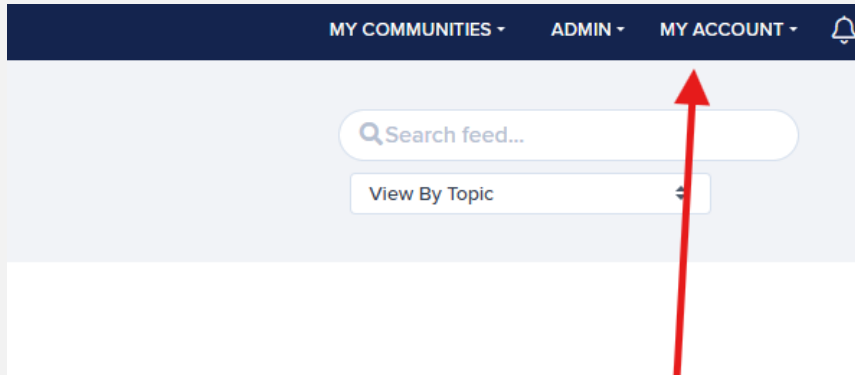 MY COMMUNITIES ADMIN MY ACCOUNT
Search feed...
View By Topic